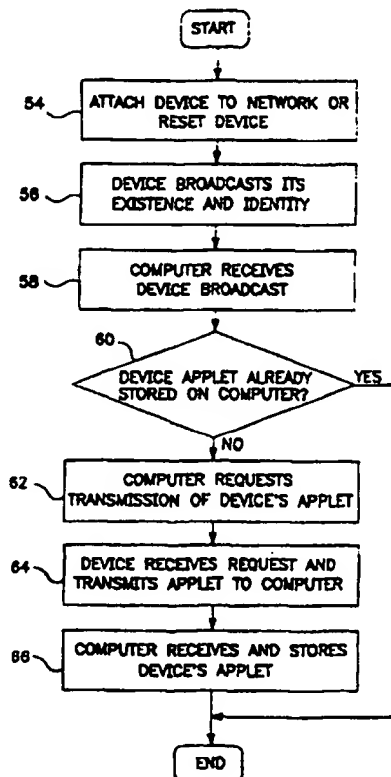 START
54
ATTACH DEVICE TO NETWORK OR
RESET DEVICE
56
DEVICE BROADCASTS ITS
EXISTENCE AND IDENTITY
58
COMPUTER RECEIVES
DEVICE BROADCAST
60
DEVICE APPLET ALREADY
STORED ON COMPUTER?
YES
NO
62
COMPUTER REQUESTS
TRANSMISSION OF DEVICE'S APPLET
64
DEVICE RECEIVES REQUEST AND
TRANSMITS APPLET TO COMPUTER
66
COMPUTER RECEIVES AND STORES
DEVICE'S APPLET
END